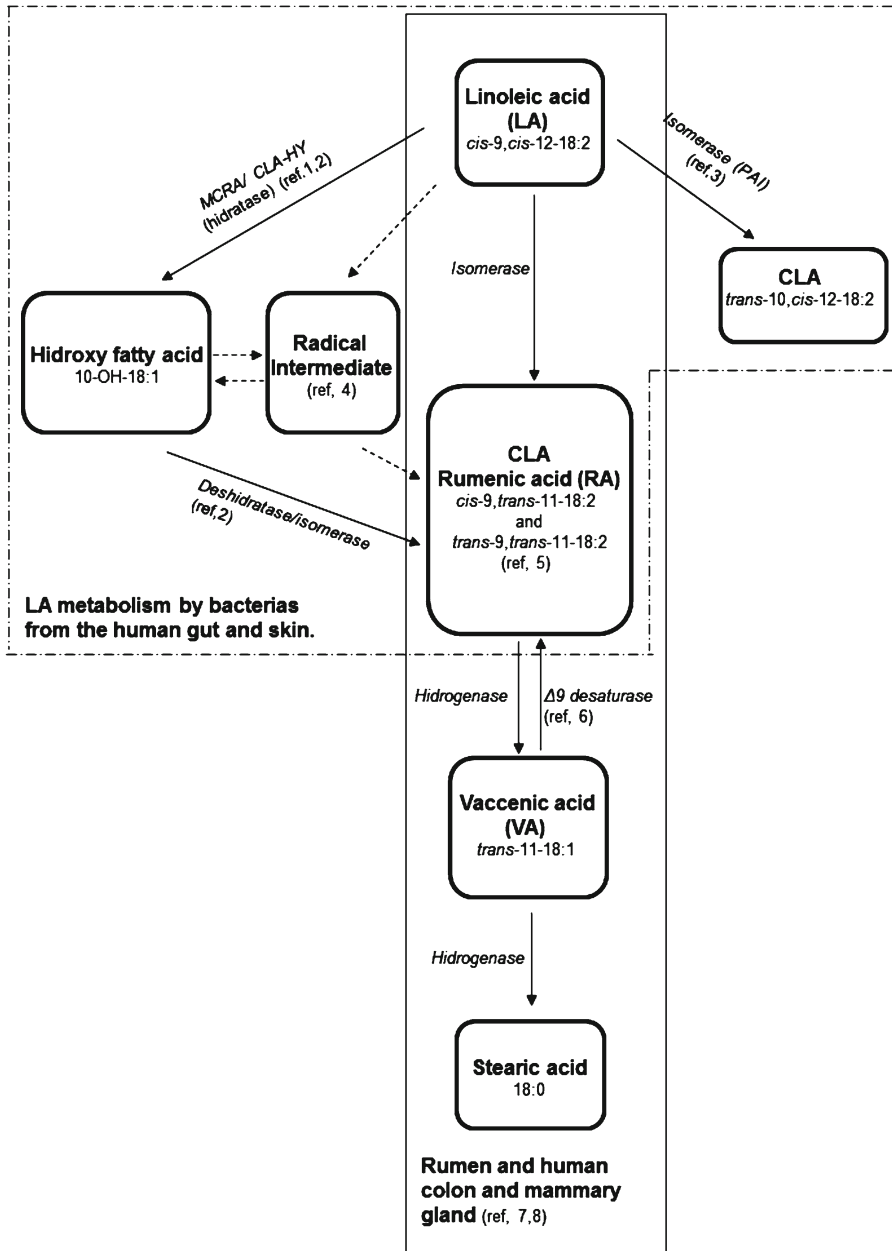 Linoleic acid
(LA)
cis-9,cis-12-18:2
MCRA/ CLA-HY
(hidratase) (ref.1,2)
Isomerase (PAI)
(ref,3)
Isomerase
CLA
trans-10,cis-12-18:2
Hidroxy fatty acid
10-OH-18:1
Radical
Intermediate
(ref, 4)
CLA
Rumenic acid (RA)
cis-9,trans-11-18:2
and
trans-9,trans-11-18:2
(ref, 5)
Deshidratase/isomerase
(ref,2)
LA metabolism by bacterias
from the human gut and skin.
Hidrogenase
Δ9 desaturase
(ref, 6)
Vaccenic acid
(VA)
trans-11-18:1
Hidrogenase
Stearic acid
18:0
Rumen and human
colon and mammary
gland (ref, 7,8)